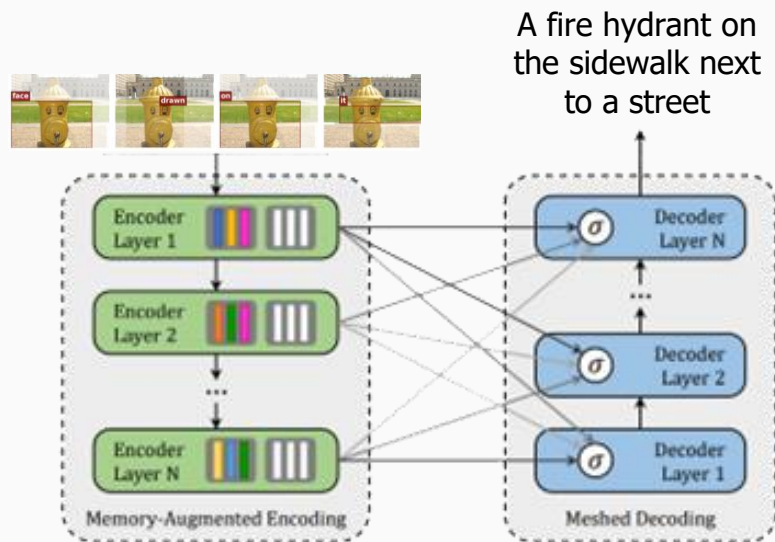 A fire hydrant on
the sidewalk next
to a street
face
drawn
on
it
Encoder
Layer 1
Encoder
Layer 2
...
Encoder
Layer N
Memory-Augmented Encoding
σ
Decoder
Layer N
...
σ
Decoder
Layer 2
σ
Decoder
Layer 1
Meshed Decoding